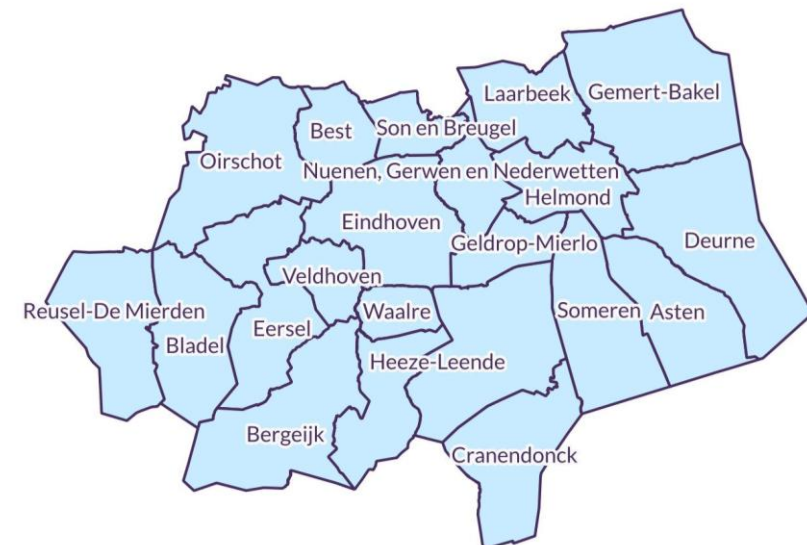 Laarbeek
Gemert-Bakel
Best
Son en Breugel
Oirschot
Nuenen, Gerwen en Nederwetten
Helmond
Eindhoven
Geldrop-Mierlo
Deurne
Veldhoven
Reusel-De Mierden
Waalre
Someren
Asten
Eersel
Bladel
Heeze-Leende
Bergeijk
Cranendonck